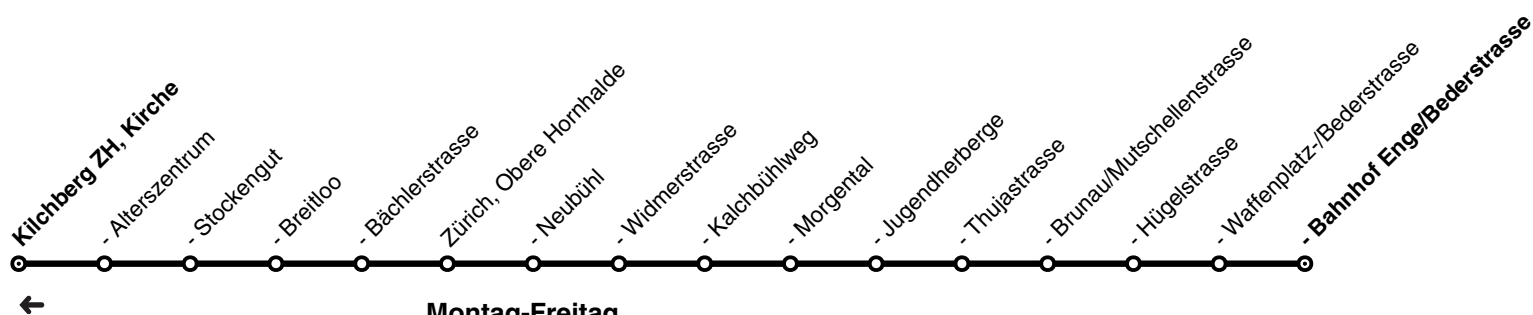 Kilchberg ZH, Kirche
- Alterszentrum
- Stockengut
- Breitloo
- Bächlerstrasse
Zürich, Obere Hornhalde
- Neubühl
- Widmerstrasse
- Kalchbühlweg
- Morgental
- Jugendherberge
- Thujastrasse
- Brunau/Mutschellenstrasse
- Hügelstrasse
- Waffenplatz-/Bederstrasse
- Bahnhof Enge/Bederstrasse
Montag-Freitag